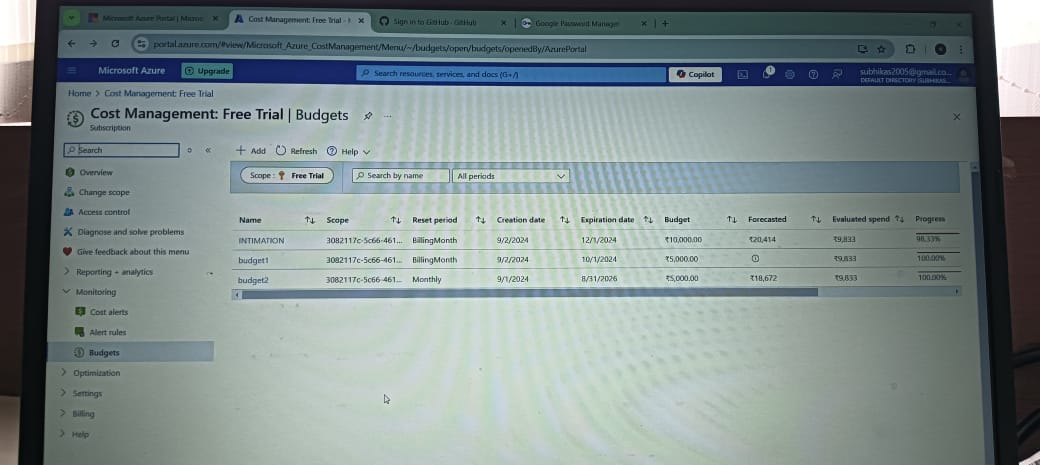 Microsoft Azure Portal | Micros
Cost Management: Free Trial - M
Sign in to GitHub · GitHub
Google Password Manager
portal.azure.com/#view/Microsoft_Azure_CostManagement/Menu/~/budgets/open/budgets/openedBy/AzurePortal
Microsoft Azure
Upgrade
Search resources, services, and docs (G+/)
Copilot
1
subhikas2005@gmail.co...
DEFAULT DIRECTORY (SUBHIKAS...
Home > Cost Management: Free Trial
Cost Management: Free Trial | Budgets
Subscription
Search
Add Refresh Help
Scope : Free Trial Search by name All periods
Overview
Change scope
Access control
Diagnose and solve problems
Give feedback about this menu
Reporting + analytics
Monitoring
Cost alerts
Alert rules
Budgets
Optimization
Settings
Billing
Help
Name Scope Reset period Creation date Expiration date Budget Forecasted Evaluated spend Progress
INTIMATION 3082117c-5c66-461... BillingMonth 9/2/2024 12/1/2024 ₹10,000.00 ₹20,414 ₹9,833 98.33%
budget1 3082117c-5c66-461... BillingMonth 9/2/2024 10/1/2024 ₹5,000.00 ₹9,833 100.00%
budget2 3082117c-5c66-461... Monthly 9/1/2024 8/31/2026 ₹5,000.00 ₹18,672 ₹9,833 100.00%